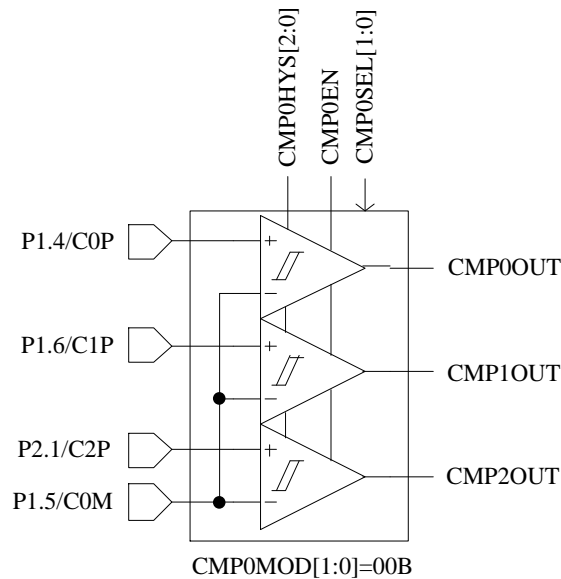 CMP0HYS[2:0]
CMP0EN
CMP0SEL[1:0]
P1.4/C0P
+
−
CMP0OUT
P1.6/C1P
+
−
CMP1OUT
P2.1/C2P
+
P1.5/C0M
−
CMP2OUT
CMP0MOD[1:0]=00B